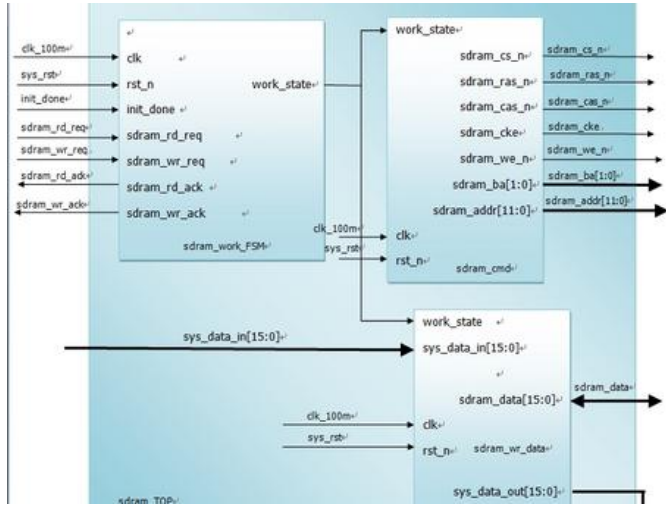 clk_100m
sys_rst
init_done
sdram_rd_req
sdram_wr_req
sdram_rd_ack
sdram_wr_ack
clk
rst_n
work_state
init_done
sdram_rd_req
sdram_wr_req
sdram_rd_ack
sdram_wr_ack
sdram_work_FSM
work_state
sdram_cs_n
sdram_ras_n
sdram_cas_n
sdram_cke
sdram_we_n
sdram_ba[1:0]
sdram_addr[11:0]
clk_100m
clk
sys_rst
rst_n
sdram_cmd
sdram_cs_n
sdram_ras_n
sdram_cas_n
sdram_cke
sdram_we_n
sdram_ba[1:0]
sdram_addr[11:0]
sys_data_in[15:0]
work_state
sys_data_in[15:0]
sdram_data[15:0]
sdram_data
clk_100m
clk
sys_rst
rst_n
sdram_wr_data
sys_data_out[15:0]
sdram_TOP